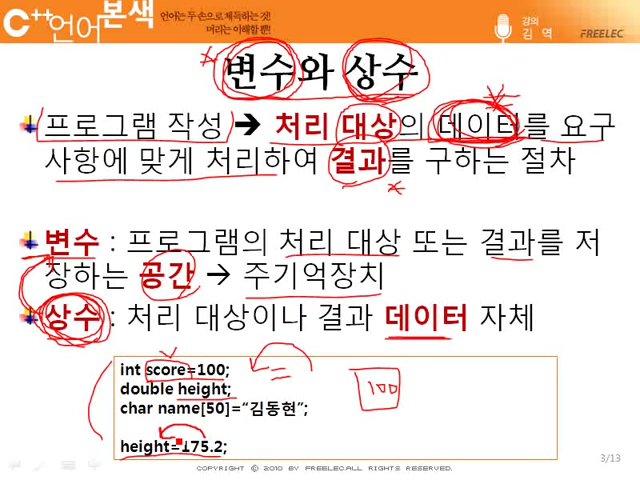 C++언어본색
언어는 두 손으로 체득하는 것!
머리는 이해할 뿐!
강의
김 역
FREELEC
변수와 상수
프로그램 작성 → 처리 대상의 데이터를 요구
사항에 맞게 처리하여 결과를 구하는 절차
변수 : 프로그램의 처리 대상 또는 결과를 저
장하는 공간 → 주기억장치
상수 : 처리 대상이나 결과 데이터 자체
int score=100;
double height;
char name[50]="김동현";
height=175.2;
=
100
3/13
COPYRIGHT © 2010 BY FREELEC.ALL RIGHTS RESERVED.